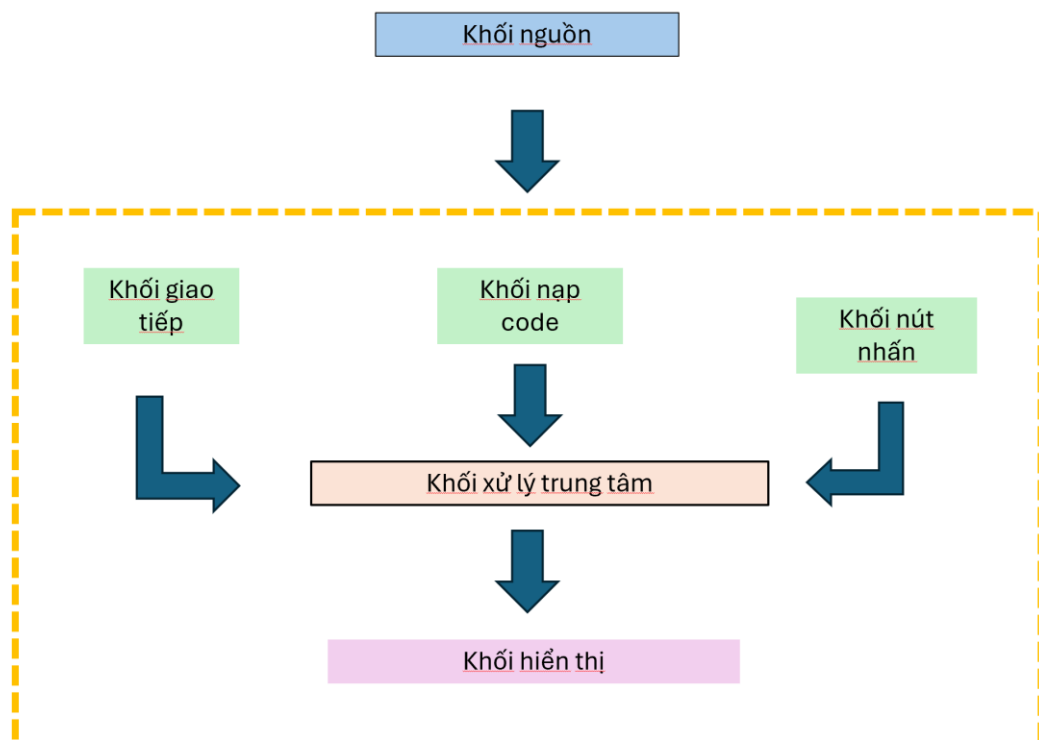 Khối nguồn
Khối giao
tiếp
Khối nạp
code
Khối nút
nhấn
Khối xử lý trung tâm
Khối hiển thị